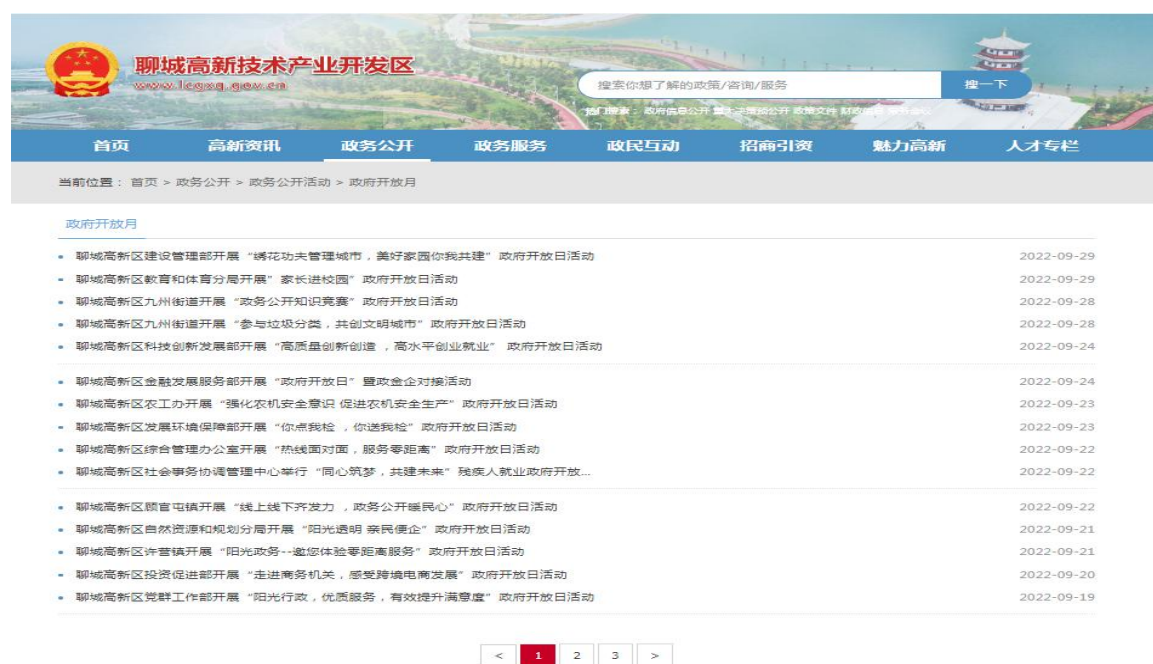 聊城高新技术产业开发区
www.lcgxq.gov.cn
搜索你想了解的政策/咨询/服务
搜一下
首页 高新资讯 政务公开 政务服务 政民互动 招商引资 魅力高新 人才专栏
当前位置： 首页 > 政务公开 > 政务公开活动 > 政府开放月
政府开放月
聊城高新区建设管理部开展“绣花功夫管理城市，美好家园你我共建”政府开放日活动 2022-09-29
聊城高新区教育和体育分局开展”家长进校园”政府开放日活动 2022-09-29
聊城高新区九州街道开展“政务公开知识竞赛”政府开放日活动 2022-09-28
聊城高新区九州街道开展“参与垃圾分类，共创文明城市”政府开放日活动 2022-09-28
聊城高新区科技创新发展部开展“高质量创新创造 ，高水平创业就业” 政府开放日活动 2022-09-24
聊城高新区金融发展服务部开展“政府开放日”暨政金企对接活动 2022-09-24
聊城高新区农工办开展“强化农机安全意识 促进农机安全生产”政府开放日活动 2022-09-23
聊城高新区发展环境保障部开展“你点我检 ，你送我检”政府开放日活动 2022-09-23
聊城高新区综合管理办公室开展“热线面对面，服务零距离”政府开放日活动 2022-09-22
聊城高新区社会事务协调管理中心举行“同心筑梦，共建未来”残疾人就业政府开放... 2022-09-22
聊城高新区顾官屯镇开展“线上线下齐发力 ，政务公开暖民心”政府开放日活动 2022-09-22
聊城高新区自然资源和规划分局开展“阳光透明 亲民便企”政府开放日活动 2022-09-21
聊城高新区许营镇开展“阳光政务--邀您体验零距离服务”政府开放日活动 2022-09-21
聊城高新区投资促进部开展“走进商务机关，感受跨境电商发展”政府开放日活动 2022-09-20
聊城高新区党群工作部开展“阳光行政，优质服务，有效提升满意度”政府开放日活动 2022-09-19
< 1 2 3 >